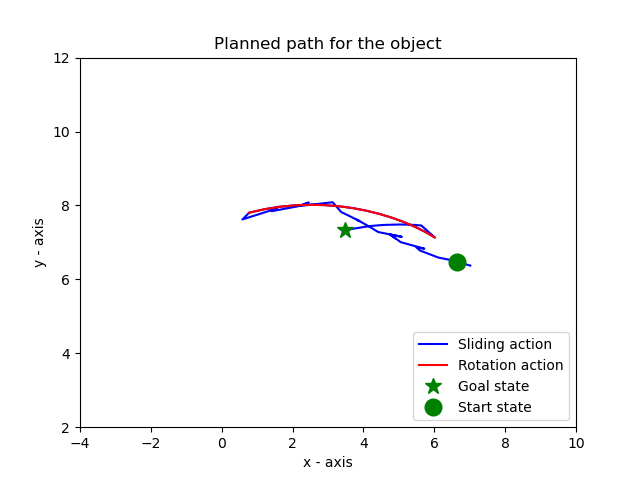 Planned path for the object
12
10
8
6
4
2
y - axis
−4
−2
0
2
4
6
8
10
x - axis
Sliding action
Rotation action
Goal state
Start state